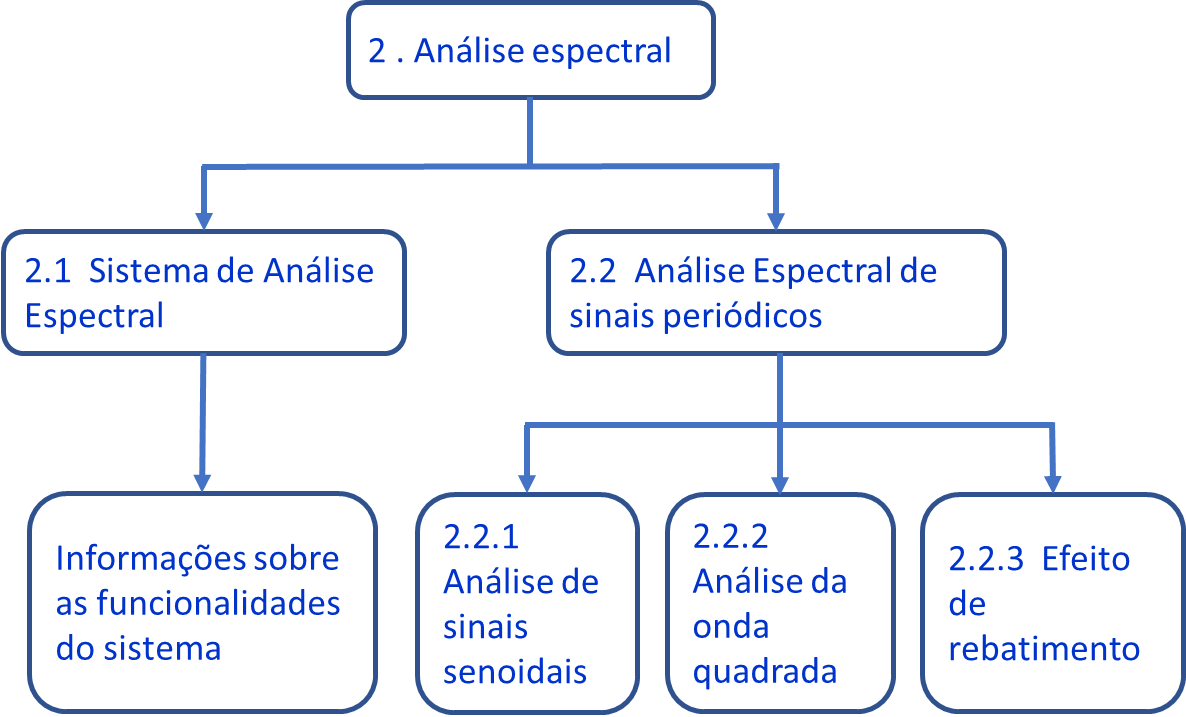 2 . Análise espectral
2.1 Sistema de Análise
Espectral
2.2 Análise Espectral de
sinais periódicos
Informações sobre
as funcionalidades
do sistema
2.2.1
Análise de
sinais
senoidais
2.2.2
Análise da
onda
quadrada
2.2.3 Efeito
de
rebatimento